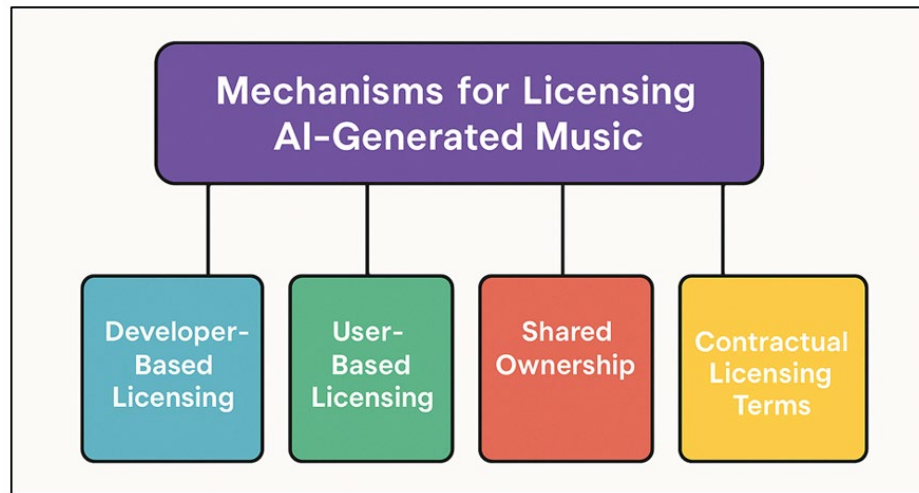 Mechanisms for Licensing
AI-Generated Music
Developer-
Based
Licensing
User-
Based
Licensing
Shared
Ownership
Contractual
Licensing
Terms